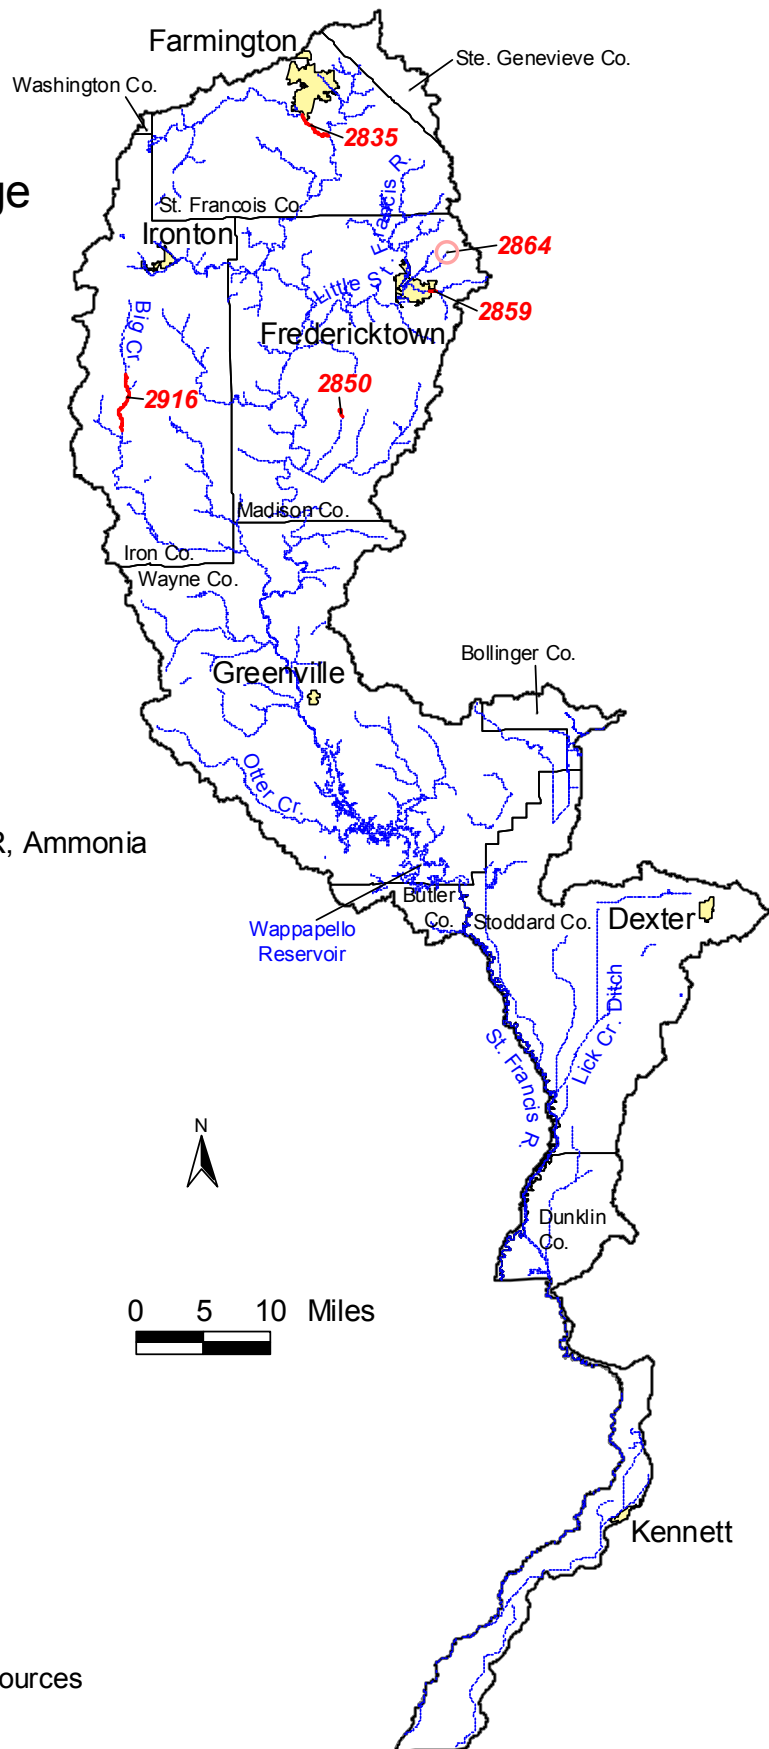 Farmington
Ste. Genevieve Co.
Washington Co.
2835
ge
St. Francois Co.
Ironton
Little St. Francis R.
2864
2859
Big Cr.
Fredericktown
2916
2850
Madison Co.
Iron Co.
Wayne Co.
Bollinger Co.
Greenville
Otter Cr.
R, Ammonia
Butler
Co.
Stoddard Co.
Dexter
Wappapello
Reservoir
Lick Cr. Ditch
St. Francis R.
N
Dunklin
Co.
0 5 10 Miles
Kennett
ources